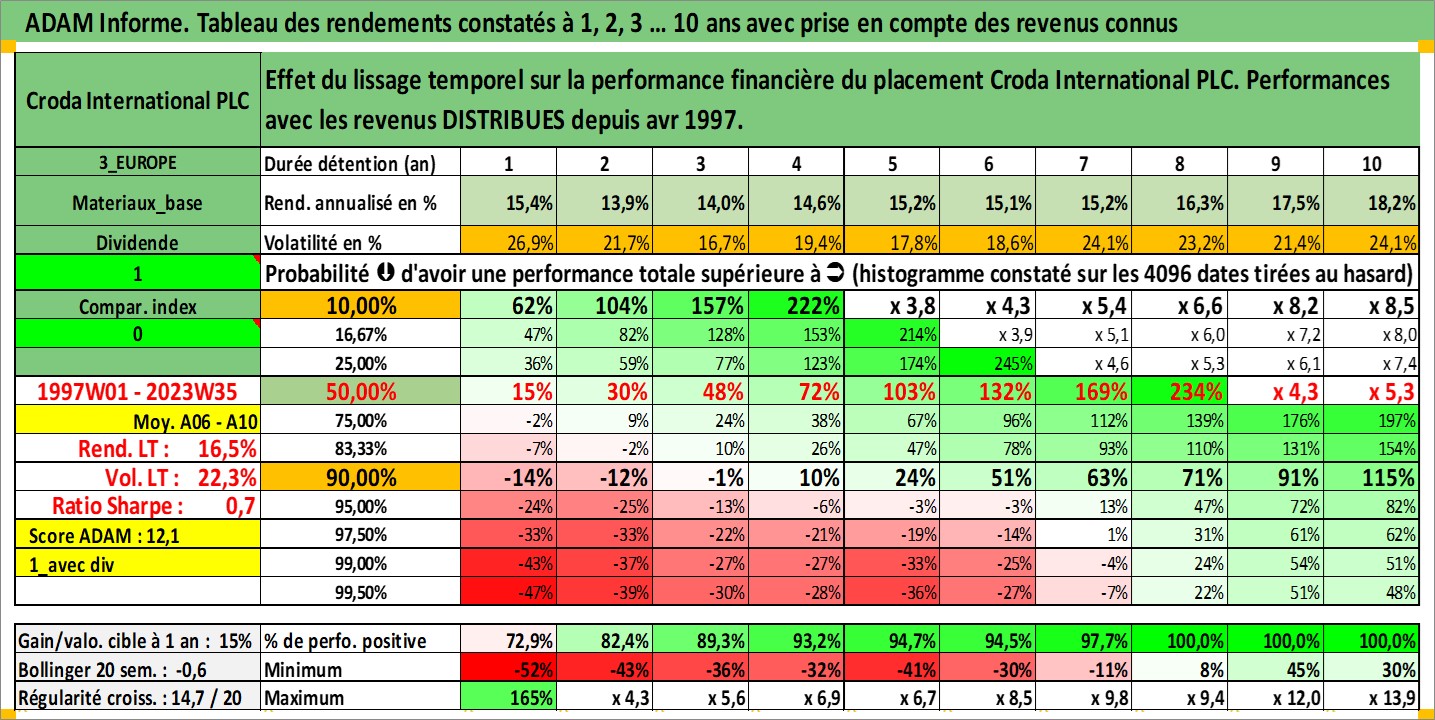 ADAM Informe. Tableau des rendements constatés à 1, 2, 3 ... 10 ans avec prise en compte des revenus connus
Croda International PLC
Effet du lissage temporel sur la performance financière du placement Croda International PLC. Performances
avec les revenus DISTRIBUES depuis avr 1997.
3_EUROPE Durée détention (an) 1 2 3 4 5 6 7 8 9 10
Materiaux_base Rend. annualisé en % 15,4% 13,9% 14,0% 14,6% 15,2% 15,1% 15,2% 16,3% 17,5% 18,2%
Dividende Volatilité en % 26,9% 21,7% 16,7% 19,4% 17,8% 18,6% 24,1% 23,2% 21,4% 24,1%
1 Probabilité ⬇ d'avoir une performance totale supérieure à ➲ (histogramme constaté sur les 4096 dates tirées au hasard)
Compar. index 10,00% 62% 104% 157% 222% x 3,8 x 4,3 x 5,4 x 6,6 x 8,2 x 8,5
0 16,67% 47% 82% 128% 153% 214% x 3,9 x 5,1 x 6,0 x 7,2 x 8,0
25,00% 36% 59% 77% 123% 174% 245% x 4,6 x 5,3 x 6,1 x 7,4
1997W01 - 2023W35 50,00% 15% 30% 48% 72% 103% 132% 169% 234% x 4,3 x 5,3
Moy. A06 - A10 75,00% -2% 9% 24% 38% 67% 96% 112% 139% 176% 197%
Rend. LT : 16,5% 83,33% -7% -2% 10% 26% 47% 78% 93% 110% 131% 154%
Vol. LT : 22,3% 90,00% -14% -12% -1% 10% 24% 51% 63% 71% 91% 115%
Ratio Sharpe : 0,7 95,00% -24% -25% -13% -6% -3% -3% 13% 47% 72% 82%
Score ADAM : 12,1 97,50% -33% -33% -22% -21% -19% -14% 1% 31% 61% 62%
1_avec div 99,00% -43% -37% -27% -27% -33% -25% -4% 24% 54% 51%
99,50% -47% -39% -30% -28% -36% -27% -7% 22% 51% 48%
Gain/valo. cible à 1 an : 15% % de perfo. positive 72,9% 82,4% 89,3% 93,2% 94,7% 94,5% 97,7% 100,0% 100,0% 100,0%
Bollinger 20 sem. : -0,6 Minimum -52% -43% -36% -32% -41% -30% -11% 8% 45% 30%
Régularité croiss. : 14,7 / 20 Maximum 165% x 4,3 x 5,6 x 6,9 x 6,7 x 8,5 x 9,8 x 9,4 x 12,0 x 13,9